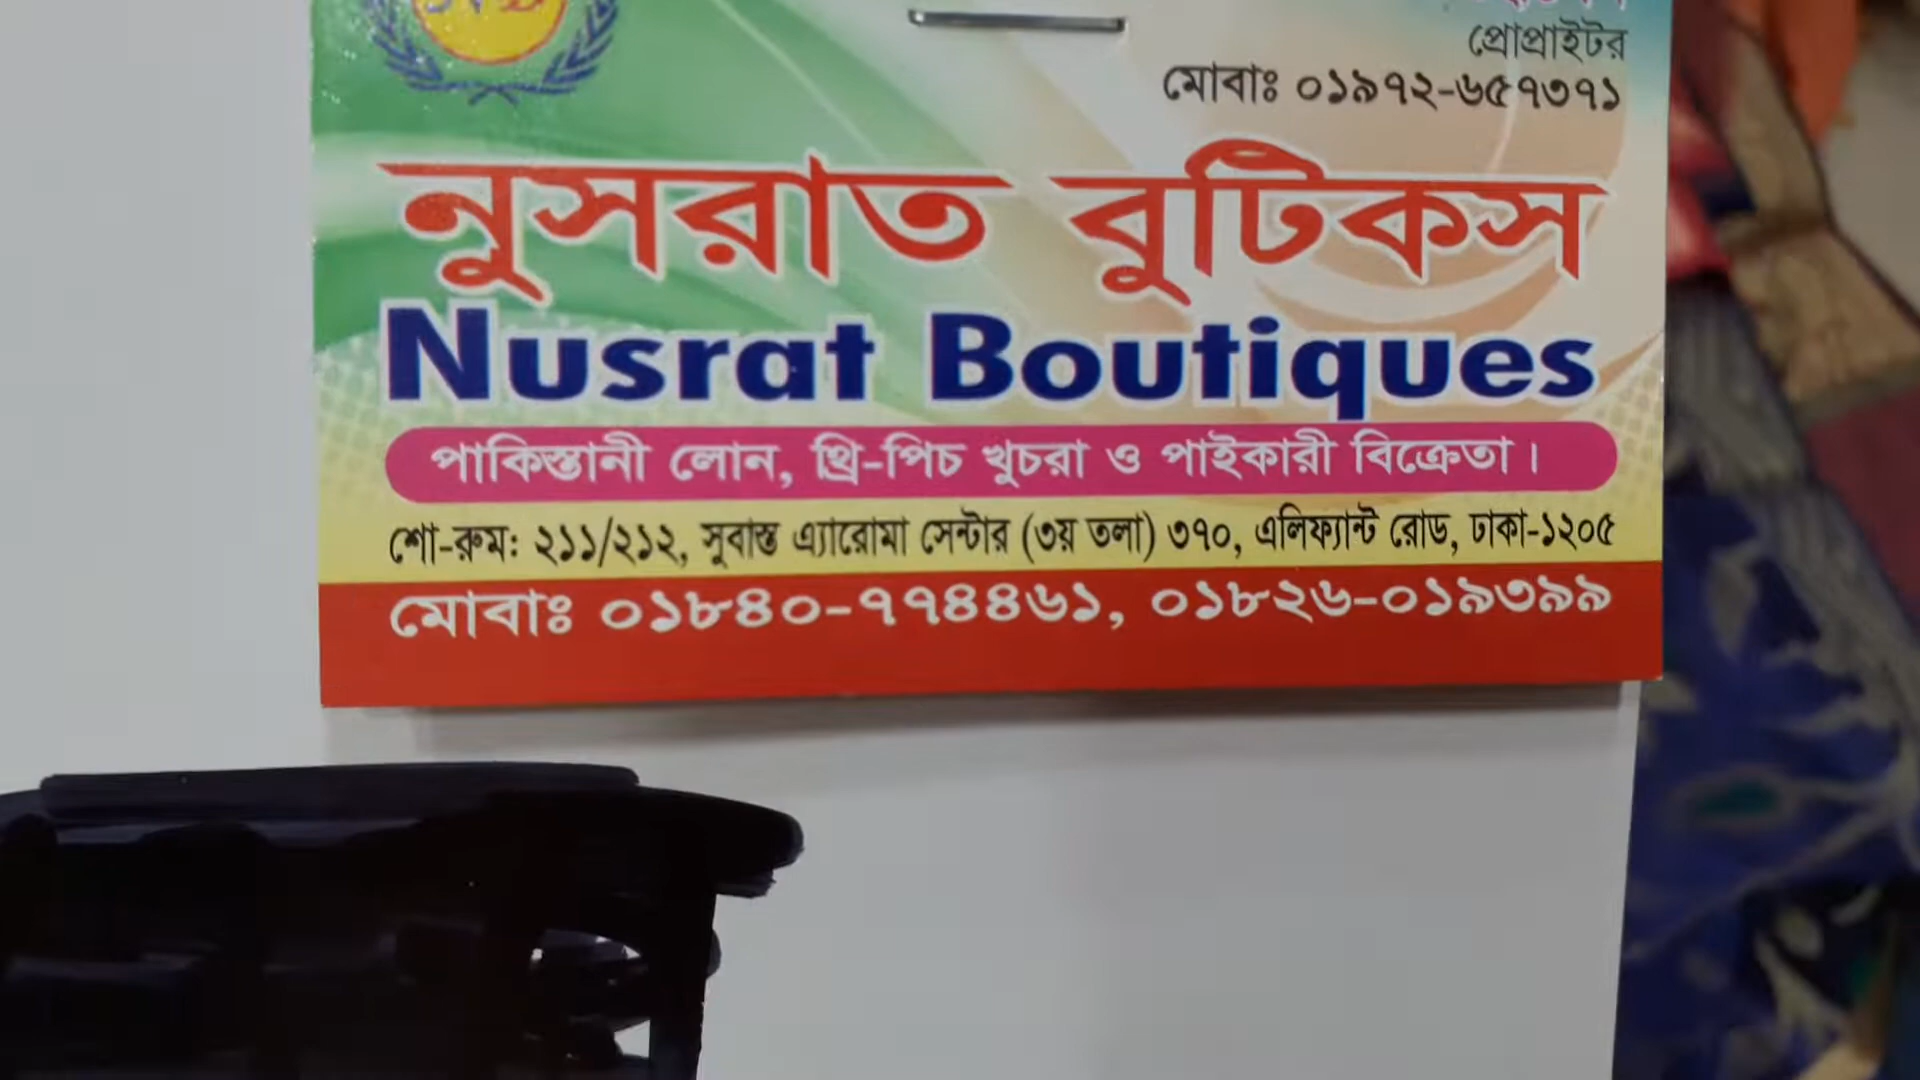 প্রোপ্রাইটর
মোবাঃ ০১৯৭২-৬৫৭৩৭১
নুসরাত বুটিকস
Nusrat Boutiques
পাকিস্তানী লোন, থ্রি-পিচ খুচরা ও পাইকারী বিক্রেতা।
শো-রুম: ২১১/২১২, সুবাস্ত এ্যারোমা সেন্টার (৩য় তলা) ৩৭০, এলিফ্যান্ট রোড, ঢাকা-১২০৫
মোবাঃ ০১৮৪০-৭৭৪৪৬১, ০১৮২৬-০১৯৩৯৯